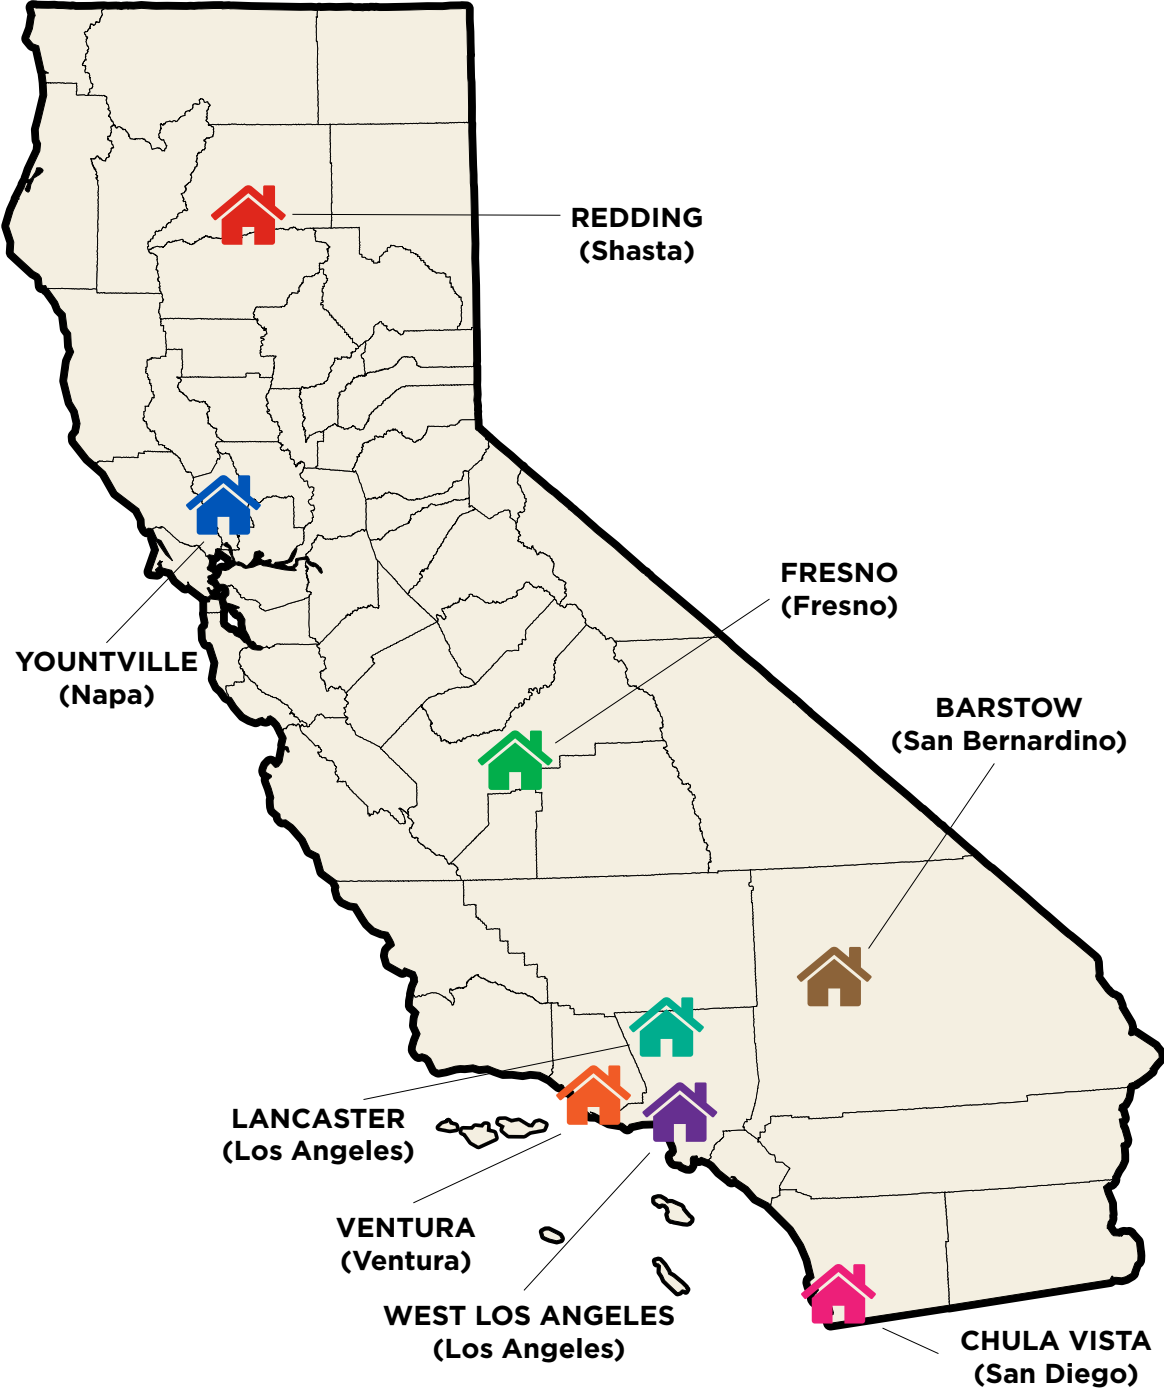 REDDING
(Shasta)
FRESNO
(Fresno)
YOUNTVILLE
(Napa)
BARSTOW
(San Bernardino)
LANCASTER
(Los Angeles)
VENTURA
(Ventura)
WEST LOS ANGELES
(Los Angeles)
CHULA VISTA
(San Diego)